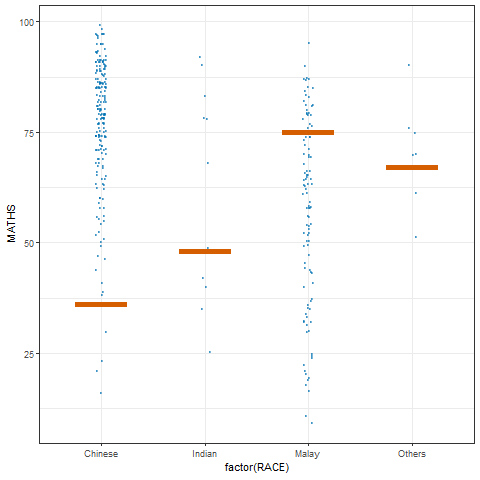 100
75
50
25
MATHS
Chinese
Indian
Malay
Others
factor(RACE)